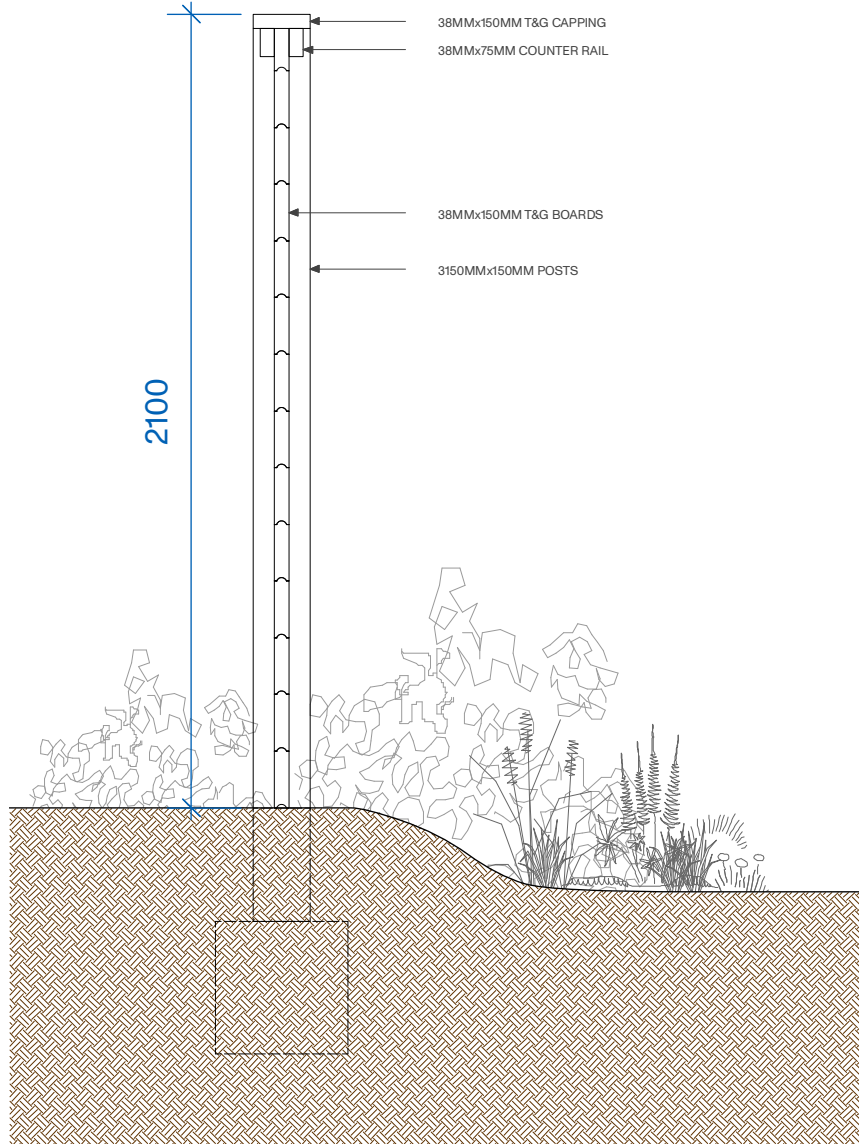 38MMx150MM T&G CAPPING
38MMx75MM COUNTER RAIL
38MMx150MM T&G BOARDS
3150MMx150MM POSTS
2100